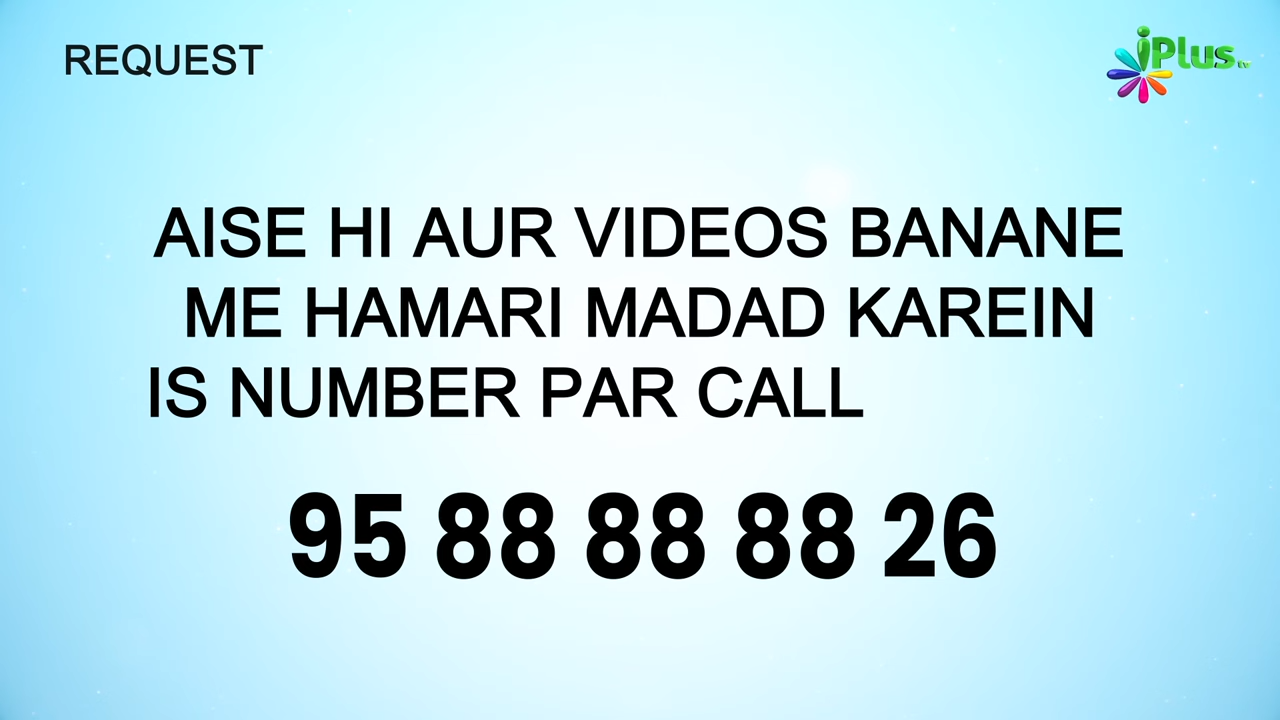 REQUEST
iPlus tv
AISE HI AUR VIDEOS BANANE
ME HAMARI MADAD KAREIN
IS NUMBER PAR CALL
95 88 88 88 26